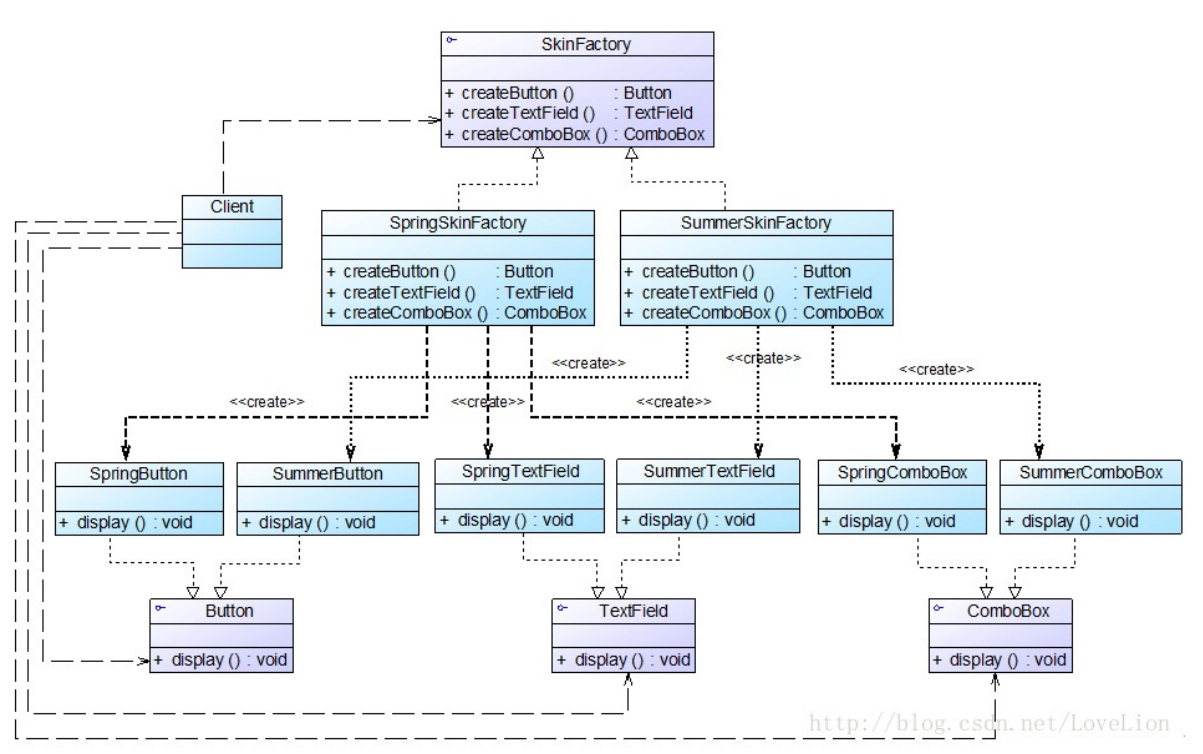 SkinFactory
+ createButton () : Button
+ createTextField () : TextField
+ createComboBox () : ComboBox
Client
SpringSkinFactory
+ createButton () : Button
+ createTextField () : TextField
+ createComboBox () : ComboBox
SummerSkinFactory
+ createButton () : Button
+ createTextField () : TextField
+ createComboBox () : ComboBox
<<create>>
<<create>>
<<create>>
<<create>>
<<create>>
<<create>>
SpringButton
+ display () : void
SummerButton
+ display () : void
SpringTextField
+ display () : void
SummerTextField
+ display () : void
SpringComboBox
+ display () : void
SummerComboBox
+ display () : void
Button
+ display () : void
TextField
+ display () : void
ComboBox
+ display () : void
http://blog.csdn.net/LoveLion